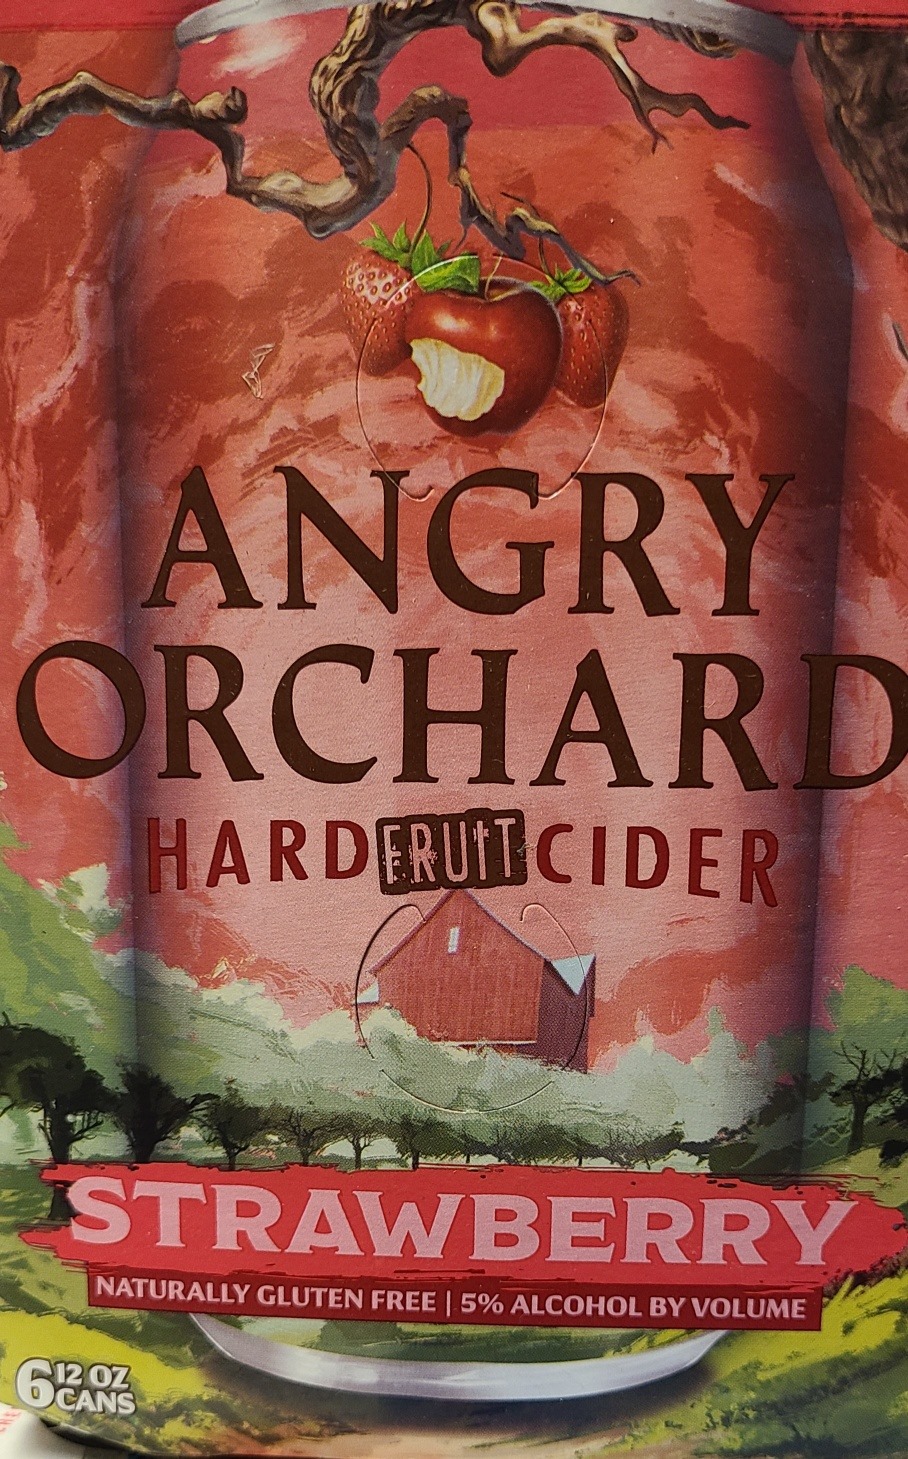 ANGRY
ORCHARD
HARD FRUIT CIDER
STRAWBERRY
NATURALLY GLUTEN FREE | 5% ALCOHOL BY VOLUME
6 12 OZ
CANS